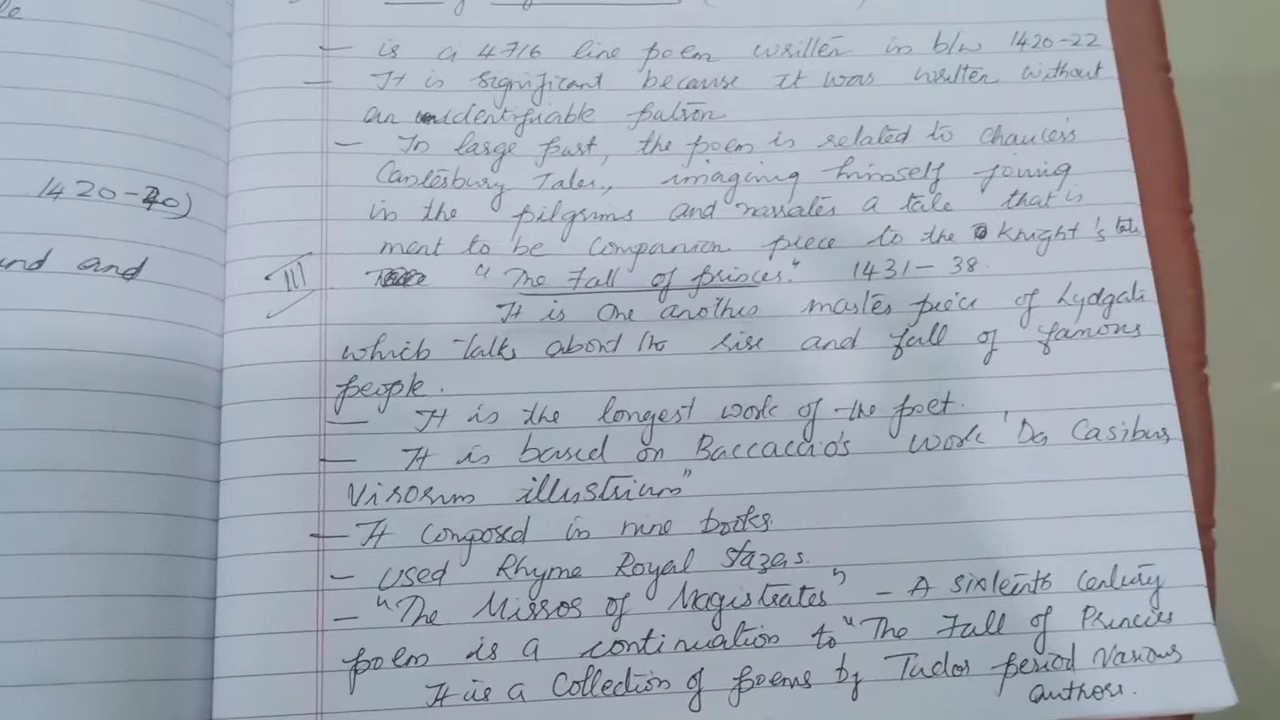 1420-20)
and and
— is a 4716 line poem written in b/w 1420-22
— It is significant because it was written without
an identifiable patron
— In large part, the poem is related to Chaucer's
Canterbury Tales, imaging himself joinig
in the pilgrims and narrates a tale that is
ment to be companion piece to the Knight's tale
III "The Fall of princes." 1431-38
It is one another master piece of Lydgate
which talks about the rise and fall of famous
people.
— It is the longest work of the poet.
— It is based on Baccaccio's work 'De Casibus
Virorum illustrium"
— It composed in nine books.
— Used Rhyme Royal Stazas.
— "The Mirror of Magistrates" - A sixteenth century
poem is a continuation to "The Fall of Princies
It is a Collection of poems by Tudor period Various
authors.